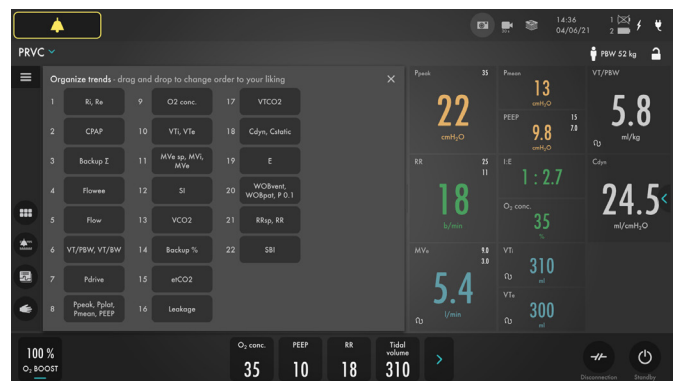 14:36
04/06/21
1
2
PRVC
PBW 52 kg
Organize trends - drag and drop to change order to your liking
1 Ri, Re
2 CPAP
3 Backup Σ
4 Flowee
5 Flow
6 VT/PBW, VT/BW
7 Pdrive
8 Ppeak, Pplat,
Pmean, PEEP
9 O2 conc.
10 VTi, VTe
11 MVe sp, MVi,
MVe
12 SI
13 VCO2
14 Backup %
15 etCO2
16 Leakage
17 VTCO2
18 Cdyn, Cstatic
19 E
20 WOBvent,
WOBpat, P 0.1
21 RRsp, RR
22 SBI
Ppeak 35
22
cmH₂O
Pmean
13
cmH₂O
PEEP 15
7.0
9.8
cmH₂O
VT/PBW
5.8
ml/kg
RR 25
11
18
b/min
I:E
1 : 2.7
O₂ conc.
35
%
Cdyn
24.5
ml/cmH₂O
MVe 9.0
3.0
5.4
l/min
VTi
310
ml
VTe
300
ml
100 %
O₂ BOOST
O₂ conc.
35
PEEP
10
RR
18
Tidal
volume
310
Disconnection
Standby